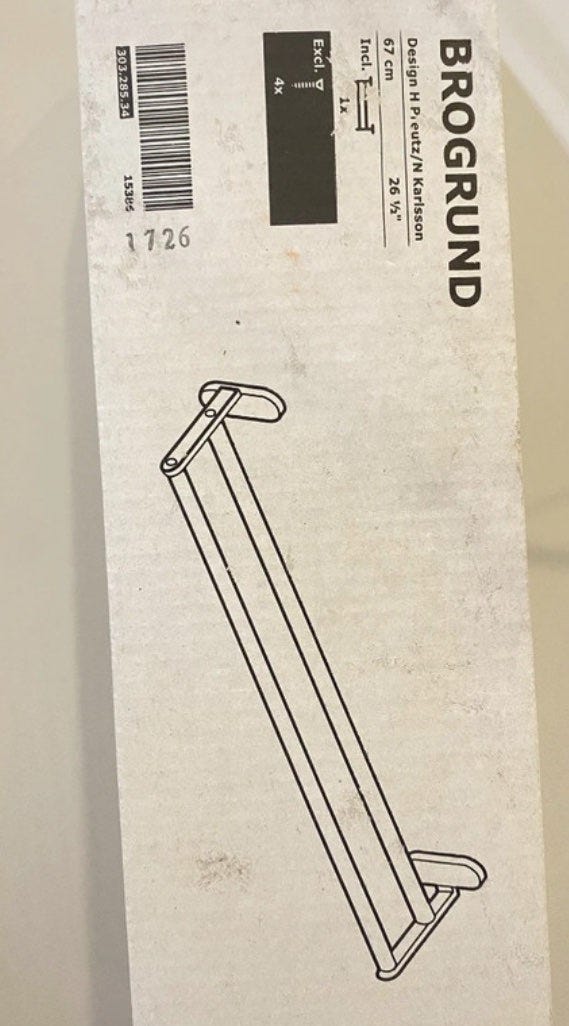 BROGRUND
Design H Preutz/N Karlsson
67 cm 26 ½"
Incl. 1x
Excl. 4x
303.285.34 15386
1726